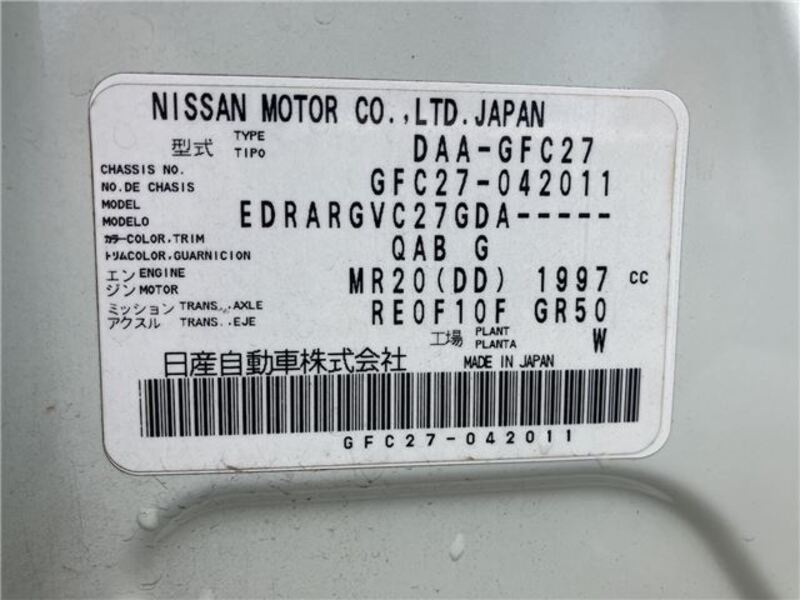 NISSAN MOTOR CO.,LTD.JAPAN
型式 TYPE TIPO DAA-GFC27
CHASSIS NO.
NO.DE CHASIS GFC27-042011
MODEL
MODELO EDRARGVC27GDA-----
カラー COLOR,TRIM
トリム COLOR,GUARNICION QAB G
エンジン ENGINE MOTOR MR20(DD) 1997 CC
ミッション TRANS.,AXLE
アクスル TRANS.,EJE RE0F10F GR50
工場 PLANT PLANTA W
日産自動車株式会社 MADE IN JAPAN
GFC27-042011